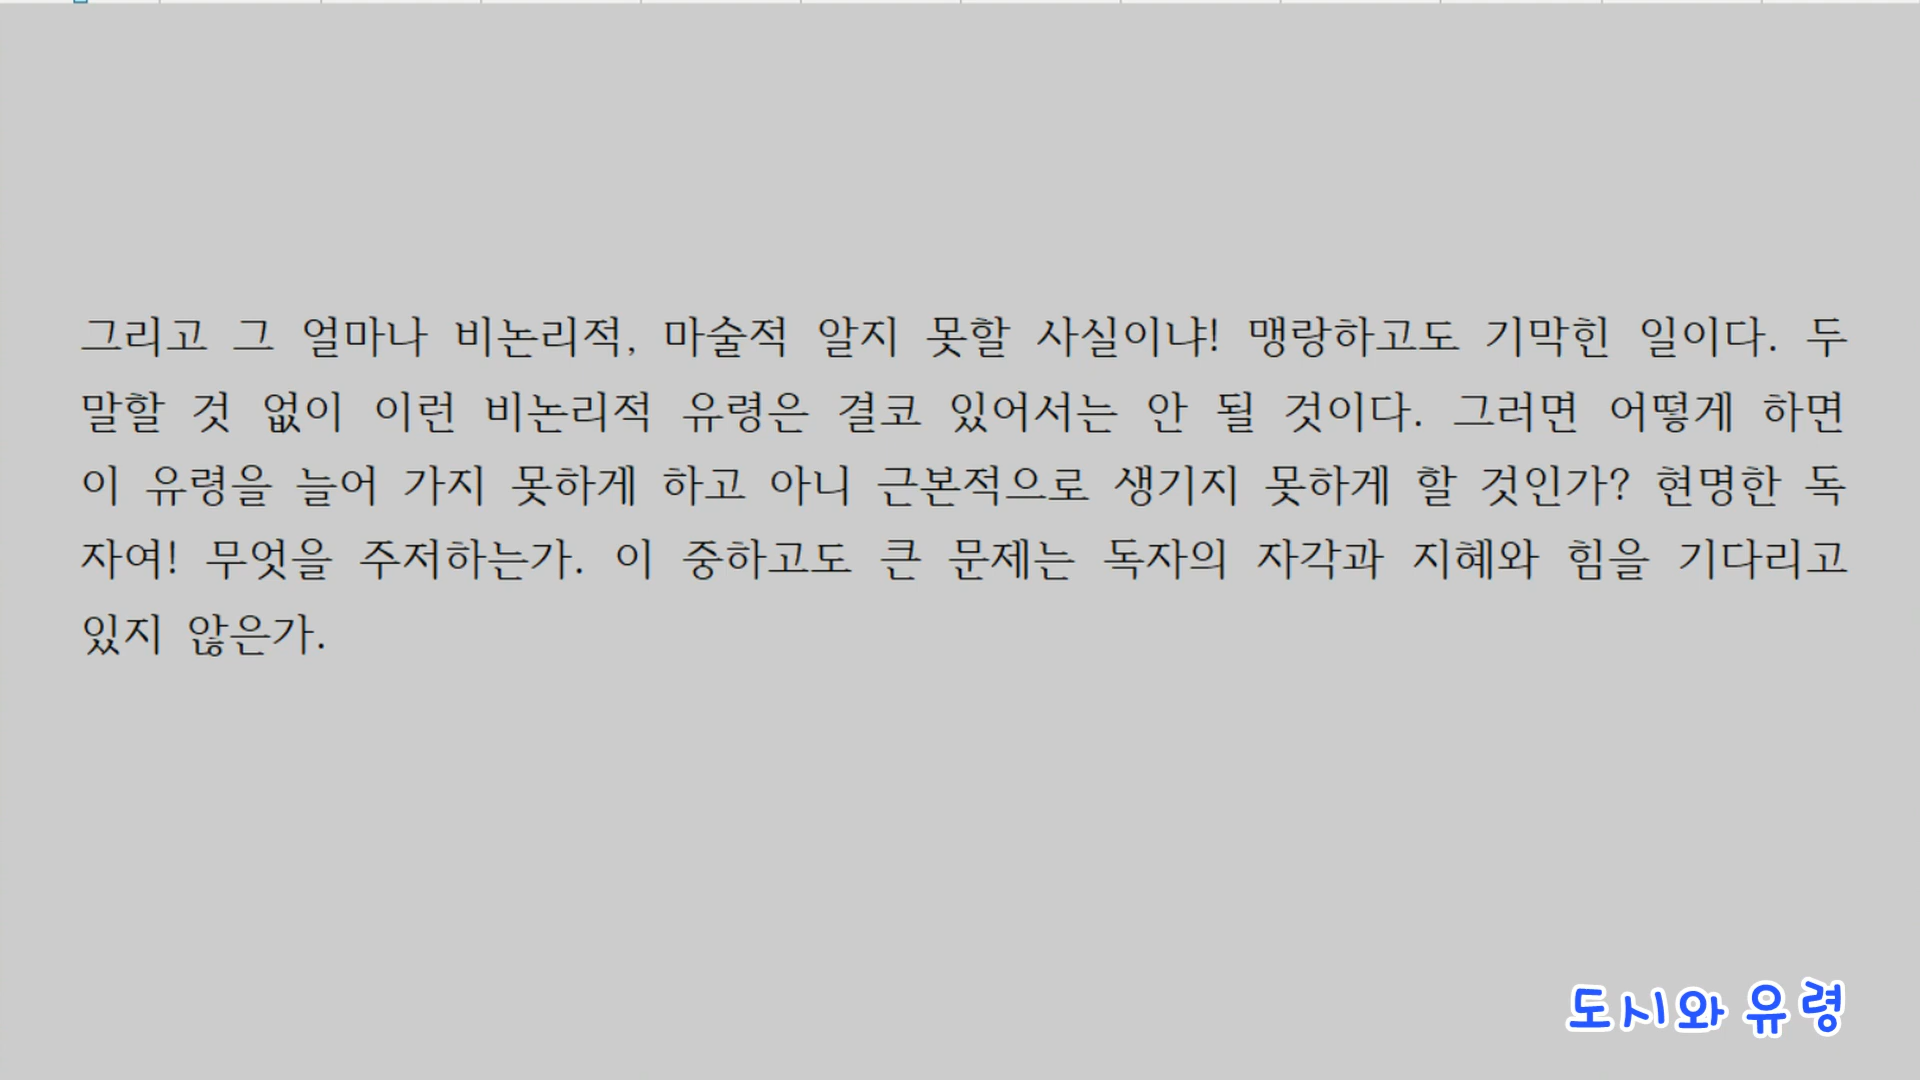 그리고 그 얼마나 비논리적, 마술적 알지 못할 사실이냐! 맹랑하고도 기막힌 일이다. 두
말할 것 없이 이런 비논리적 유령은 결코 있어서는 안 될 것이다. 그러면 어떻게 하면
이 유령을 늘어 가지 못하게 하고 아니 근본적으로 생기지 못하게 할 것인가? 현명한 독
자여! 무엇을 주저하는가. 이 중하고도 큰 문제는 독자의 자각과 지혜와 힘을 기다리고
있지 않은가.
도시와 유령